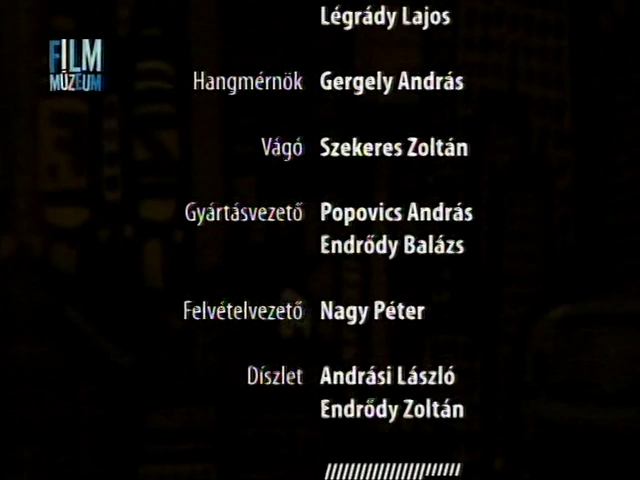 Légrády Lajos
FILM
MÚZEUM
Hangmérnök Gergely András
Vágó Szekeres Zoltán
Gyártásvezető Popovics András
Endrődy Balázs
Felvételvezető Nagy Péter
Díszlet Andrási László
Endrődy Zoltán